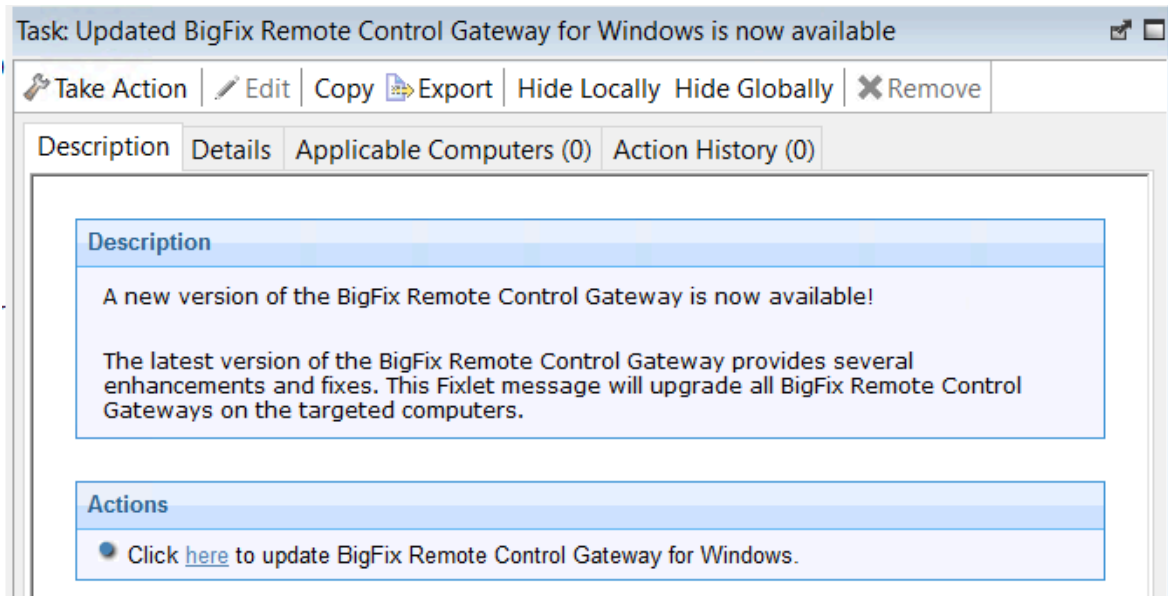 Task: Updated BigFix Remote Control Gateway for Windows is now available
Take Action Edit Copy Export Hide Locally Hide Globally Remove
Description Details Applicable Computers (0) Action History (0)
Description
A new version of the BigFix Remote Control Gateway is now available!
The latest version of the BigFix Remote Control Gateway provides several
enhancements and fixes. This Fixlet message will upgrade all BigFix Remote Control
Gateways on the targeted computers.
Actions
Click here to update BigFix Remote Control Gateway for Windows.